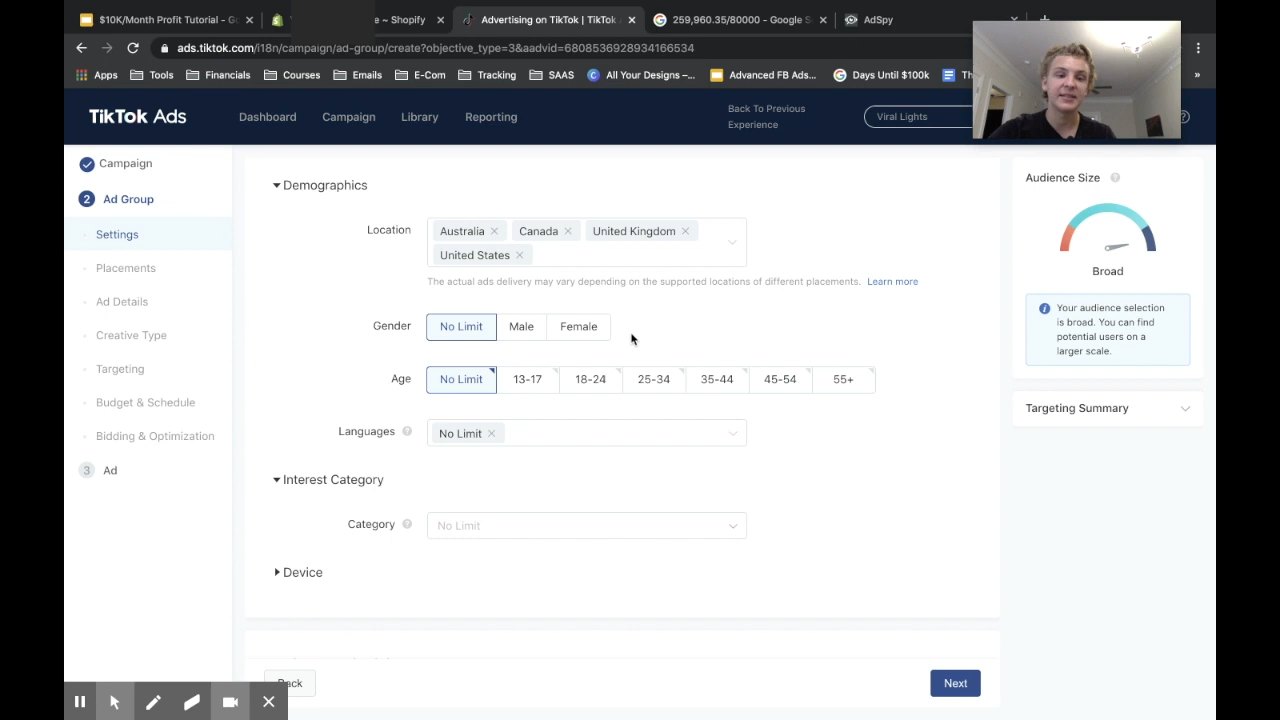 $10K/Month Profit Tutorial - Go
e ~ Shopify
Advertising on TikTok | TikTok
259,960.35/80000 - Google S
AdSpy
ads.tiktok.com/i18n/campaign/ad-group/create?objective_type=3&aadvid=6808536928934166534
Apps Tools Financials Courses Emails E-Com Tracking SAAS All Your Designs –... Advanced FB Ads... Days Until $100k
TikTok Ads
Dashboard Campaign Library Reporting
Back To Previous
Experience
Viral Lights
Campaign
2 Ad Group
Settings
Placements
Ad Details
Creative Type
Targeting
Budget & Schedule
Bidding & Optimization
3 Ad
Demographics
Location
Australia Canada United Kingdom
United States
The actual ads delivery may vary depending on the supported locations of different placements. Learn more
Gender No Limit Male Female
Age No Limit 13-17 18-24 25-34 35-44 45-54 55+
Languages No Limit
Interest Category
Category No Limit
Device
Back
Next
Audience Size
Broad
Your audience selection
is broad. You can find
potential users on a
larger scale.
Targeting Summary